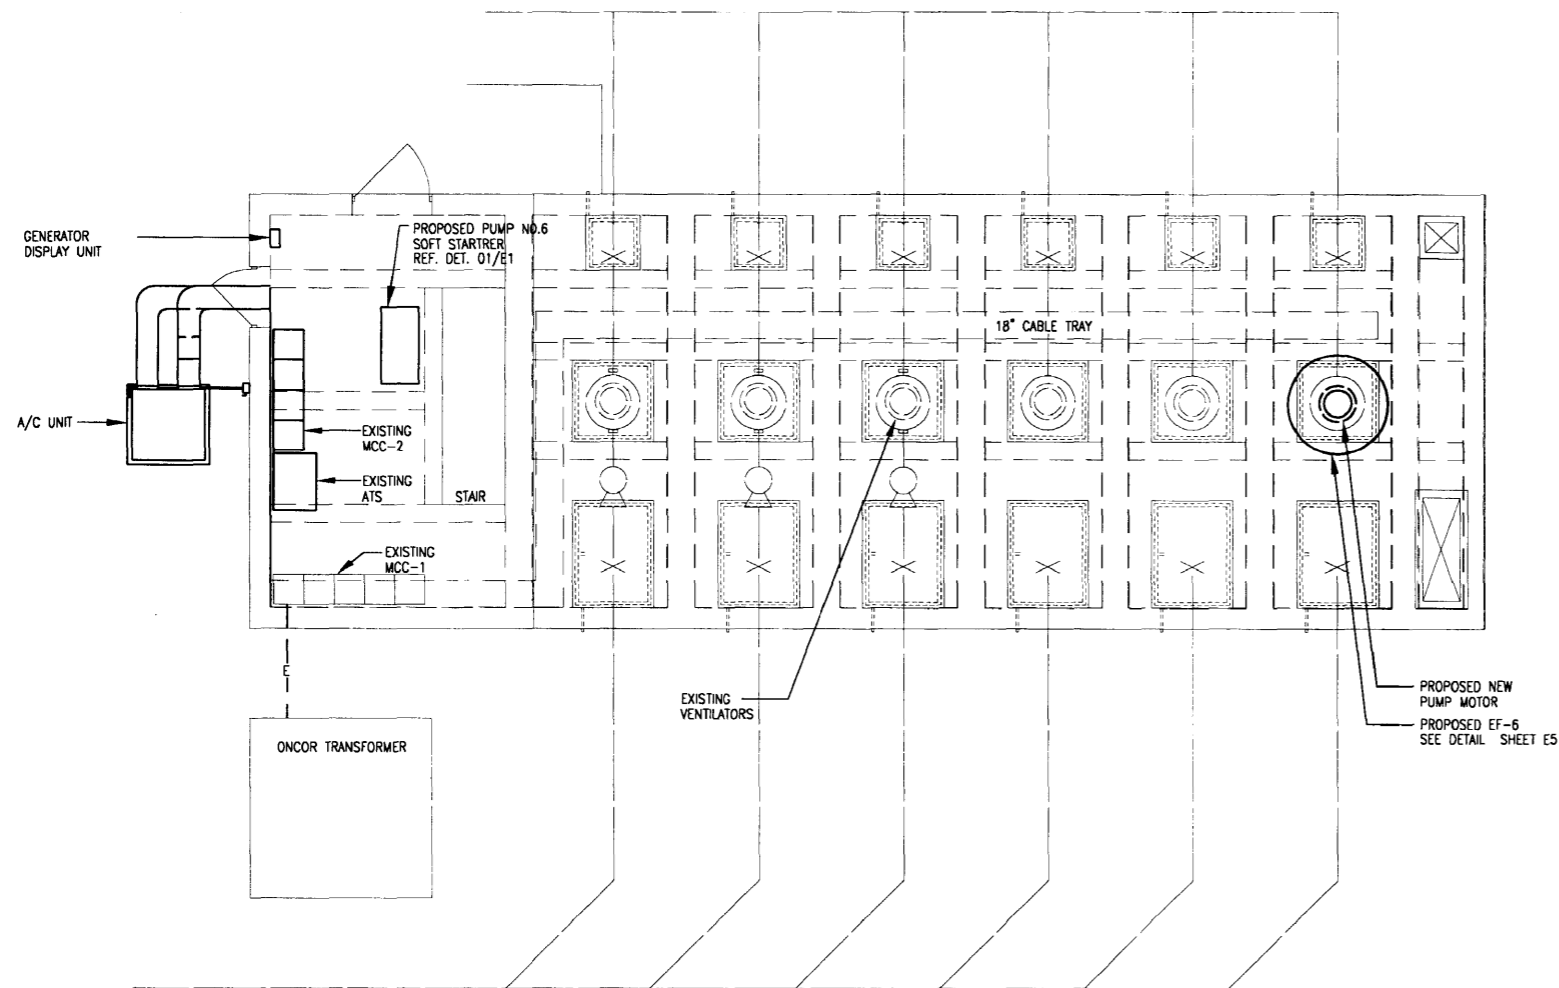 GENERATOR
DISPLAY UNIT
PROPOSED PUMP NO.6
SOFT STARTRER
REF. DET. 01/E1
18" CABLE TRAY
A/C UNIT
EXISTING
MCC-2
EXISTING
ATS
STAIR
EXISTING
MCC-1
E
EXISTING
VENTILATORS
PROPOSED NEW
PUMP MOTOR
PROPOSED EF-6
SEE DETAIL SHEET E5
ONCOR TRANSFORMER